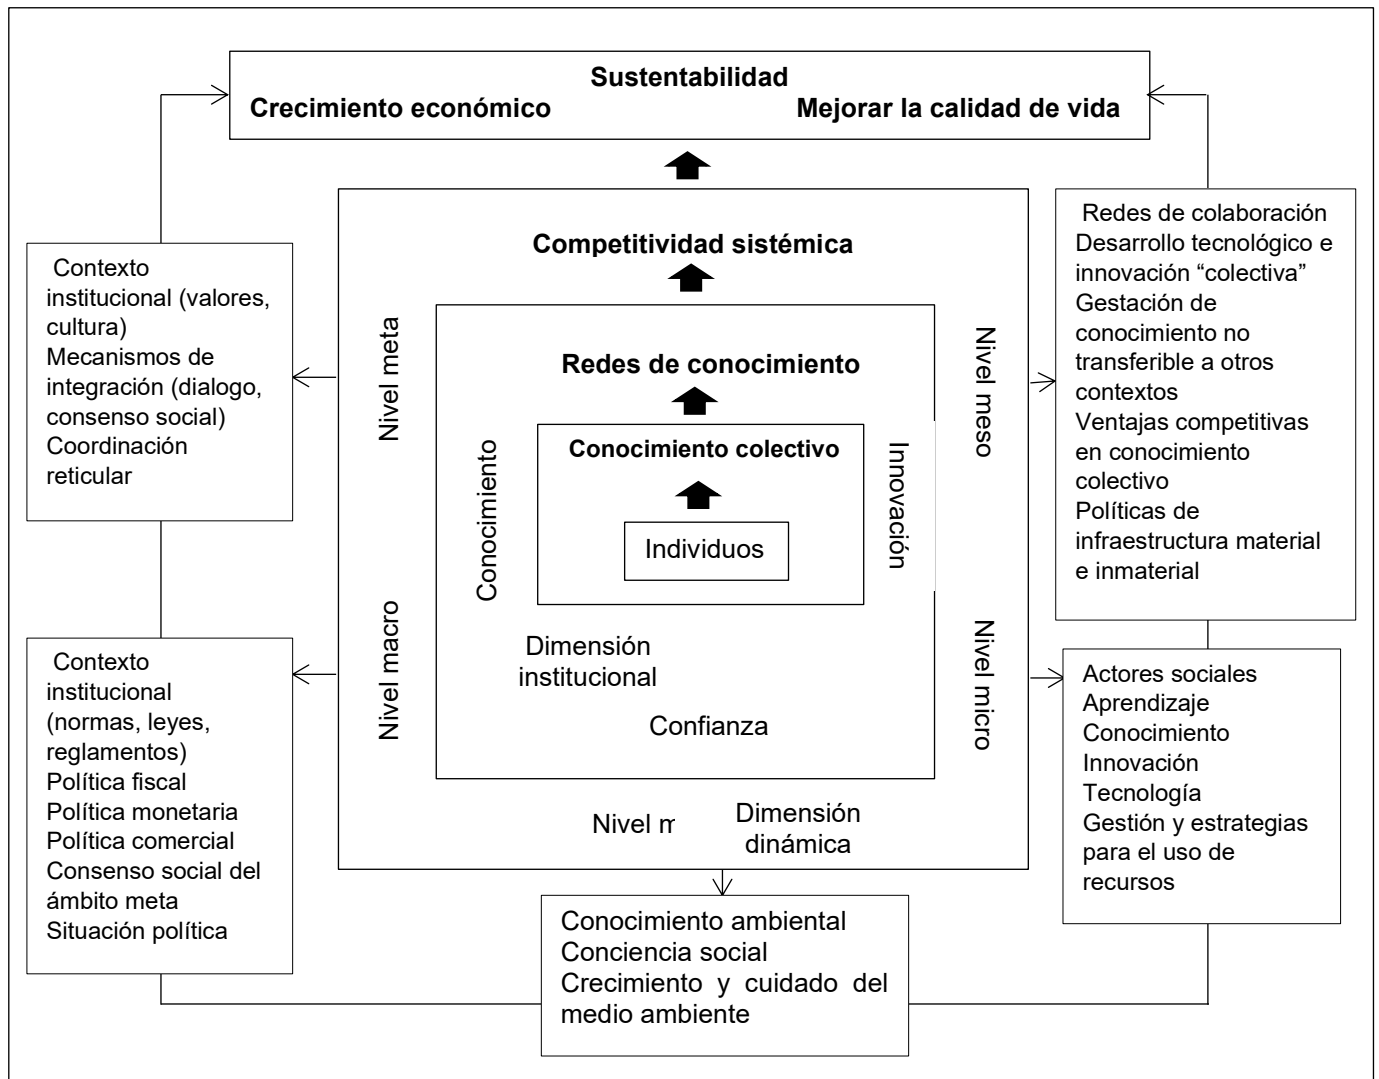 Sustentabilidad
Crecimiento económico Mejorar la calidad de vida
Competitividad sistémica
Redes de conocimiento
Conocimiento colectivo
Individuos
Conocimiento
Innovación
Dimensión
institucional
Confianza
Nivel meta
Nivel macro
Nivel meso
Nivel micro
Nivel
Dimensión
dinámica
Contexto
institucional (valores,
cultura)
Mecanismos de
integración (dialogo,
consenso social)
Coordinación
reticular
Contexto
institucional
(normas, leyes,
reglamentos)
Política fiscal
Política monetaria
Política comercial
Consenso social del
ámbito meta
Situación política
Redes de colaboración
Desarrollo tecnológico e
innovación “colectiva”
Gestación de
conocimiento no
transferible a otros
contextos
Ventajas competitivas
en conocimiento
colectivo
Políticas de
infraestructura material
e inmaterial
Actores sociales
Aprendizaje
Conocimiento
Innovación
Tecnología
Gestión y estrategias
para el uso de
recursos
Conocimiento ambiental
Conciencia social
Crecimiento y cuidado del
medio ambiente